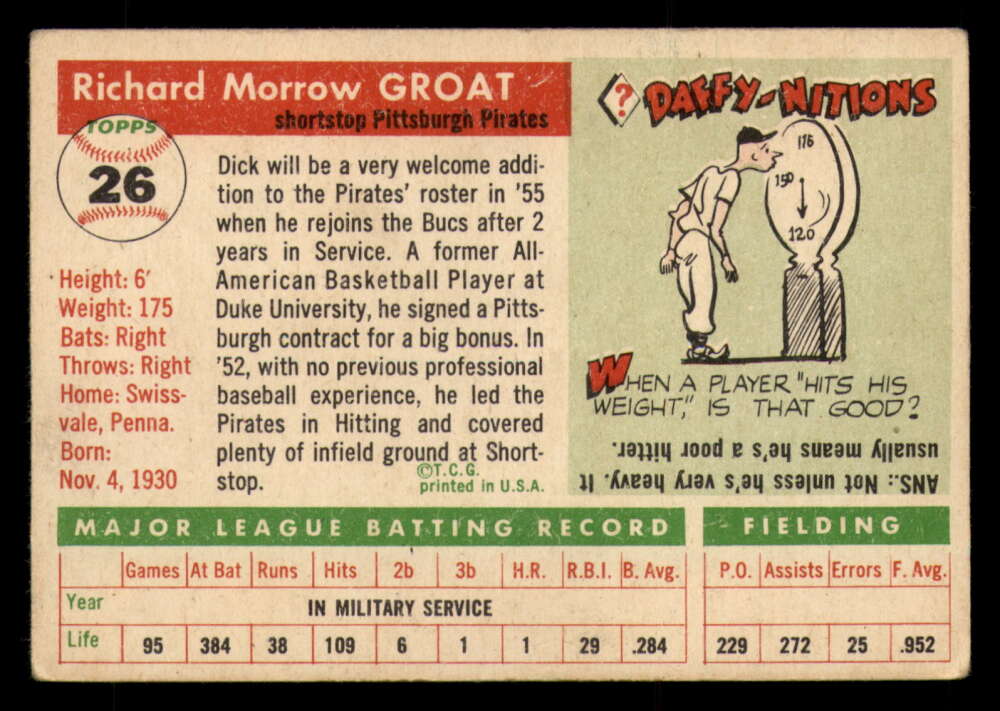 Richard Morrow GROAT
shortstop Pittsburgh Pirates
TOPPS
26
Height: 6'
Weight: 175
Bats: Right
Throws: Right
Home: Swiss-
vale, Penna.
Born:
Nov. 4, 1930
Dick will be a very welcome addi-
tion to the Pirates' roster in '55
when he rejoins the Bucs after 2
years in Service. A former All-
American Basketball Player at
Duke University, he signed a Pitts-
burgh contract for a big bonus. In
'52, with no previous professional
baseball experience, he led the
Pirates in Hitting and covered
plenty of infield ground at Short-
stop.
©T.C.G.
printed in U.S.A.
? DAFFY-NITIONS
176
150
120
WHEN A PLAYER "HITS HIS
WEIGHT," IS THAT GOOD?
ANS.: Not unless he's very heavy. It
usually means he's a poor hitter.
MAJOR LEAGUE BATTING RECORD FIELDING
Games At Bat Runs Hits 2b 3b H.R. R.B.I. B. Avg. P.O. Assists Errors F. Avg.
Year IN MILITARY SERVICE
Life 95 384 38 109 6 1 1 29 .284 229 272 25 .952